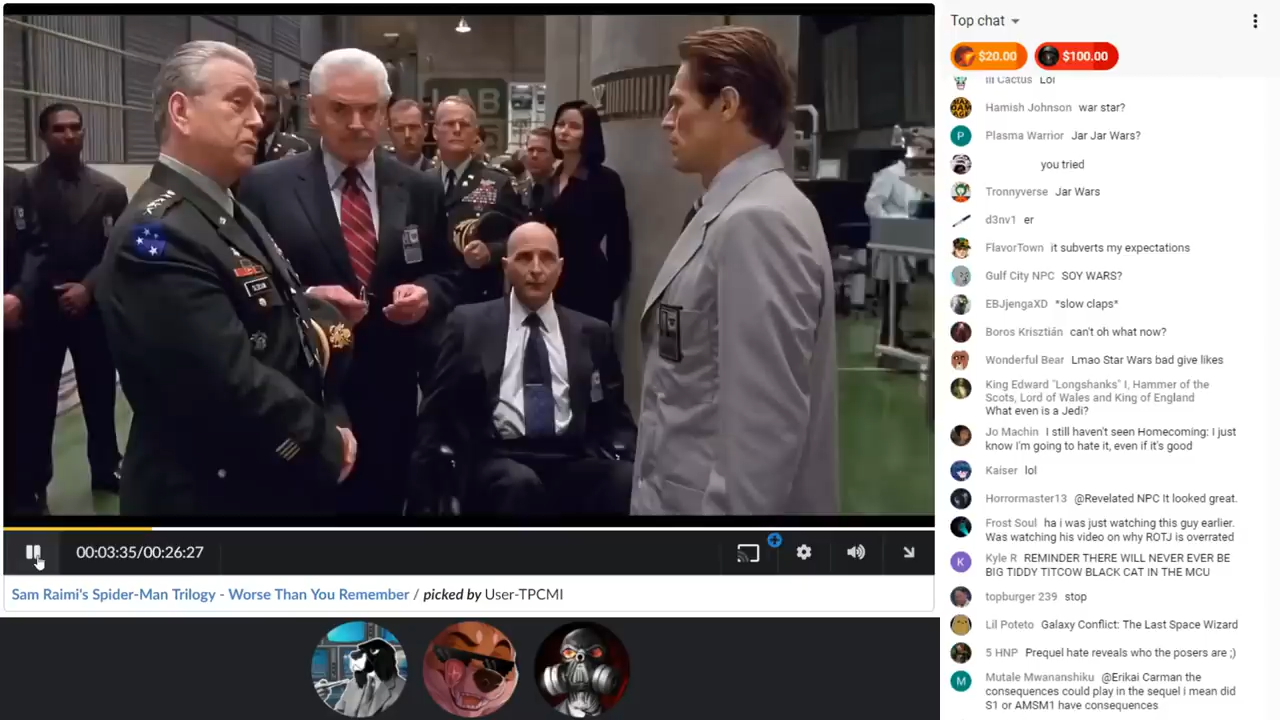 LAB
00:03:35/00:26:27
Sam Raimi's Spider-Man Trilogy - Worse Than You Remember / picked by User-TPCMI
Top chat
$20.00
$100.00
Ill Cactus Lol
Hamish Johnson war star?
P
Plasma Warrior Jar Jar Wars?
you tried
Tronnyverse Jar Wars
d3nv1 er
FlavorTown it subverts my expectations
Gulf City NPC SOY WARS?
EBJjengaXD *slow claps*
Boros Krisztián can't oh what now?
Wonderful Bear Lmao Star Wars bad give likes
King Edward "Longshanks" I, Hammer of the
Scots, Lord of Wales and King of England
What even is a Jedi?
Jo Machin I still haven't seen Homecoming: I just
know I'm going to hate it, even if it's good
Kaiser lol
Horrormaster13 @Revelated NPC It looked great.
Frost Soul ha i was just watching this guy earlier.
Was watching his video on why ROTJ is overrated
K
Kyle R REMINDER THERE WILL NEVER EVER BE
BIG TIDDY TITCOW BLACK CAT IN THE MCU
topburger 239 stop
Lil Poteto Galaxy Conflict: The Last Space Wizard
5 HNP Prequel hate reveals who the posers are ;)
M
Mutale Mwananshiku @Erikai Carman the
consequences could play in the sequel i mean did
S1 or AMSM1 have consequences